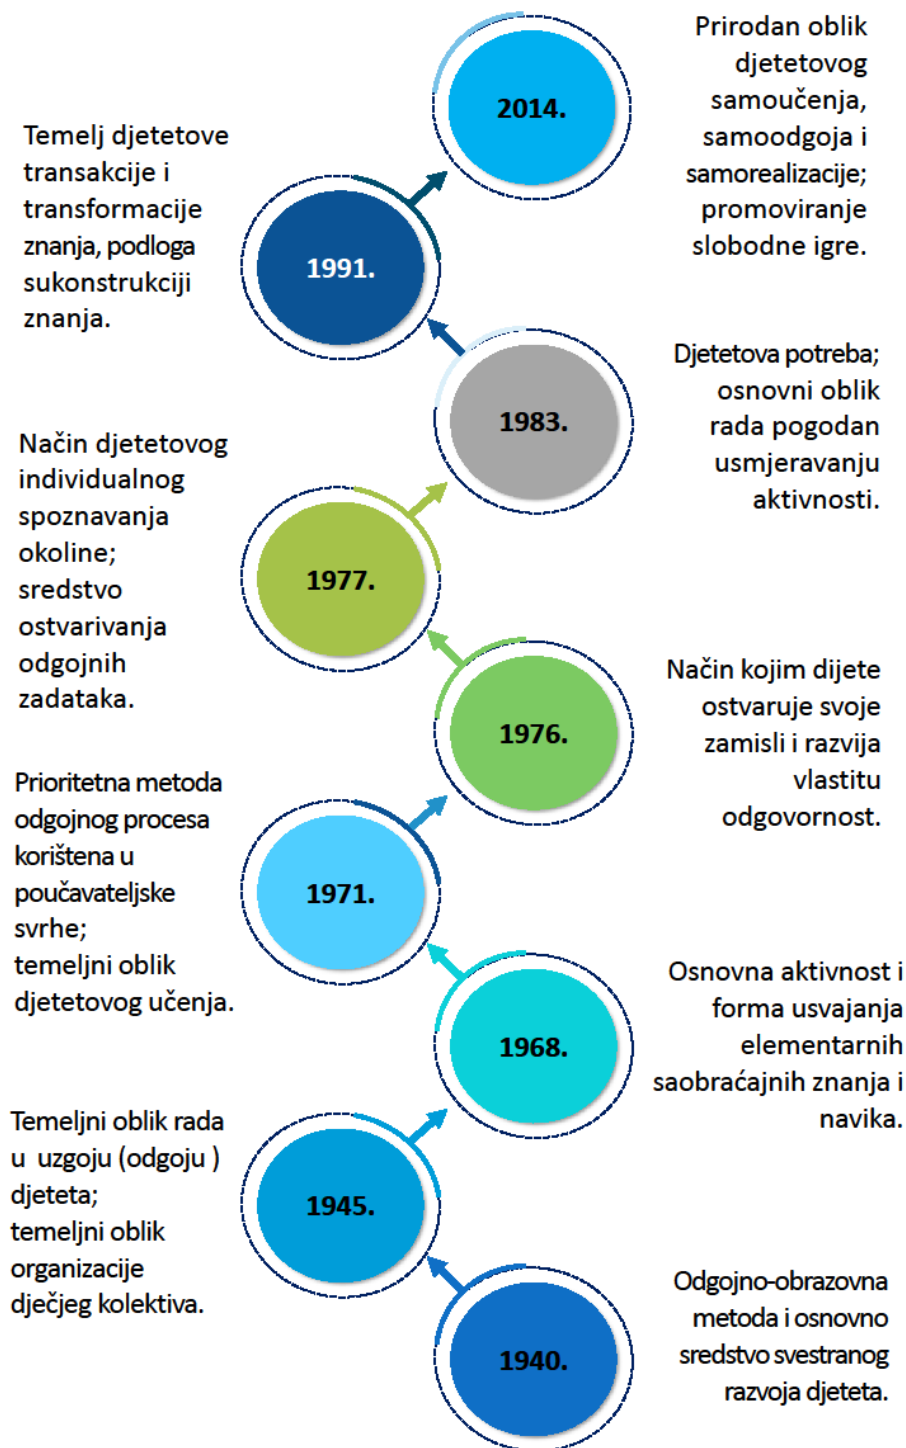 2014.
Prirodan oblik
djetetovog
samoučenja,
samoodgoja i
samorealizacije;
promoviranje
slobodne igre.
Temelj djetetove
transakcije i
transformacije
znanja, podloga
sukonstrukciji
znanja.
1991.
Djetetova potreba;
osnovni oblik
rada pogodan
usmjeravanju
aktivnosti.
1983.
Način djetetovog
individualnog
spoznavanja
okoline;
sredstvo
ostvarivanja
odgojnih
zadataka.
1977.
Način kojim dijete
ostvaruje svoje
zamisli i razvija
vlastitu
odgovornost.
1976.
Prioritetna metoda
odgojnog procesa
korištena u
poučavateljske
svrhe;
temeljni oblik
djetetovog učenja.
1971.
Osnovna aktivnost i
forma usvajanja
elementarnih
saobraćajnih znanja i
navika.
1968.
Temeljni oblik rada
u uzgoju (odgoju )
djeteta;
temeljni oblik
organizacije
dječjeg kolektiva.
1945.
Odgojno-obrazovna
metoda i osnovno
sredstvo svestranog
razvoja djeteta.
1940.